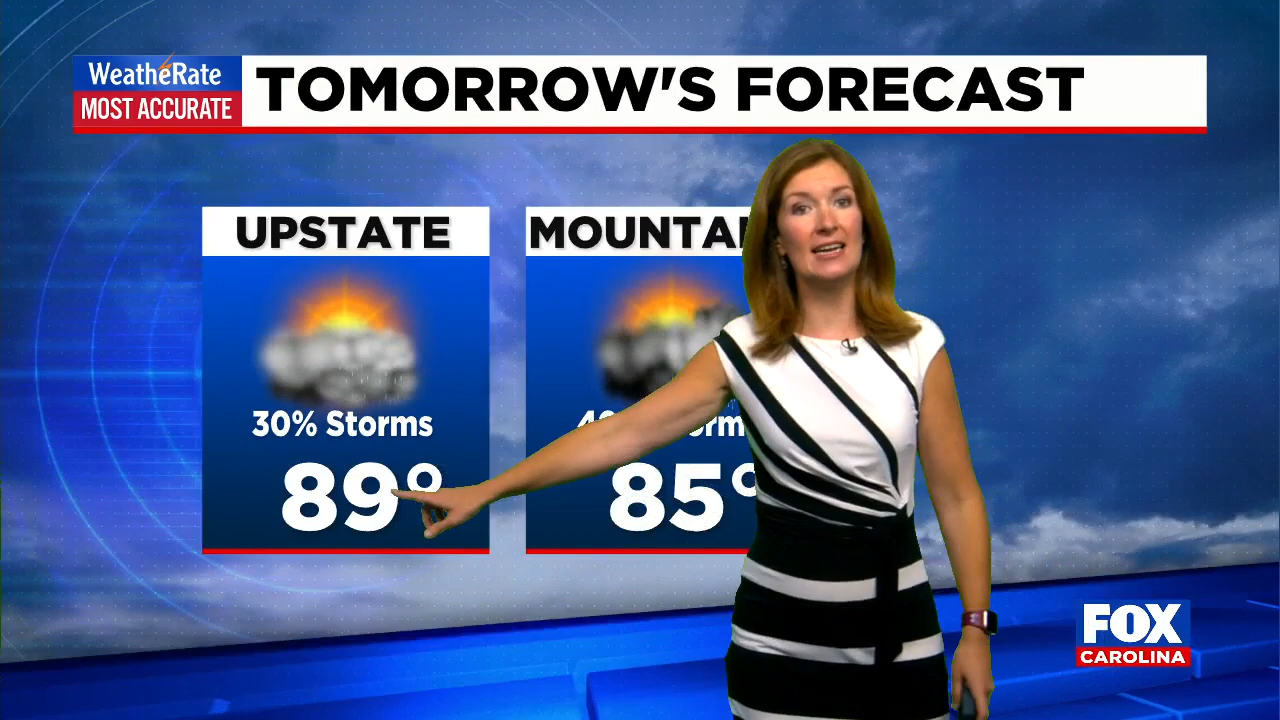 WeatheRate
MOST ACCURATE
TOMORROW'S FORECAST
UPSTATE
30% Storms
89°
85°
FOX
CAROLINA